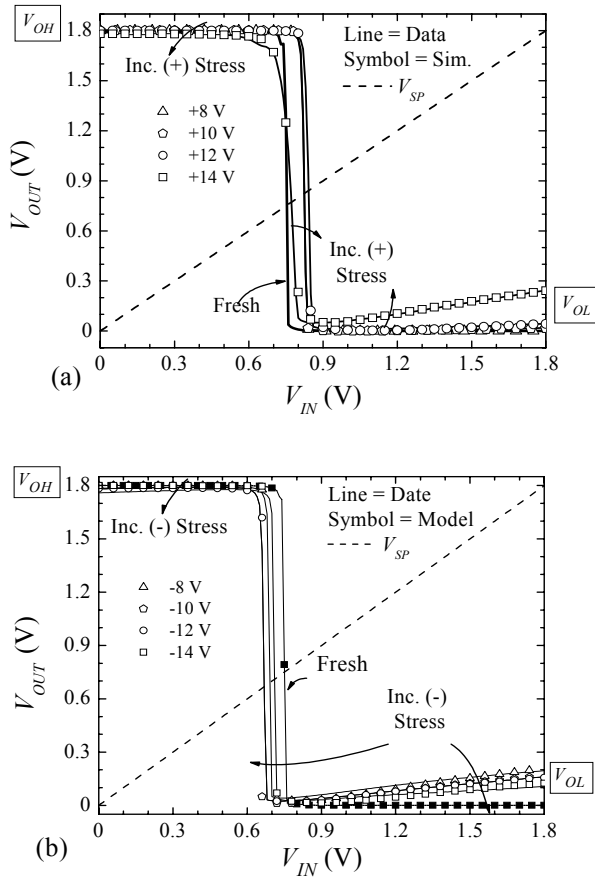 V_OH
1.8
1.5
1.2
0.9
0.6
0.3
0
V_OUT (V)
Inc. (+) Stress
Line = Data
Symbol = Sim.
V_SP
+8 V
+10 V
+12 V
+14 V
Inc. (+)
Stress
Fresh
V_OL
0 0.3 0.6 0.9 1.2 1.5 1.8
(a)
V_IN (V)
V_OH
1.8
1.5
1.2
0.9
0.6
0.3
0
V_OUT (V)
Inc. (-) Stress
Line = Date
Symbol = Model
V_SP
-8 V
-10 V
-12 V
-14 V
Fresh
Inc. (-)
Stress
V_OL
0 0.3 0.6 0.9 1.2 1.5 1.8
(b)
V_IN (V)